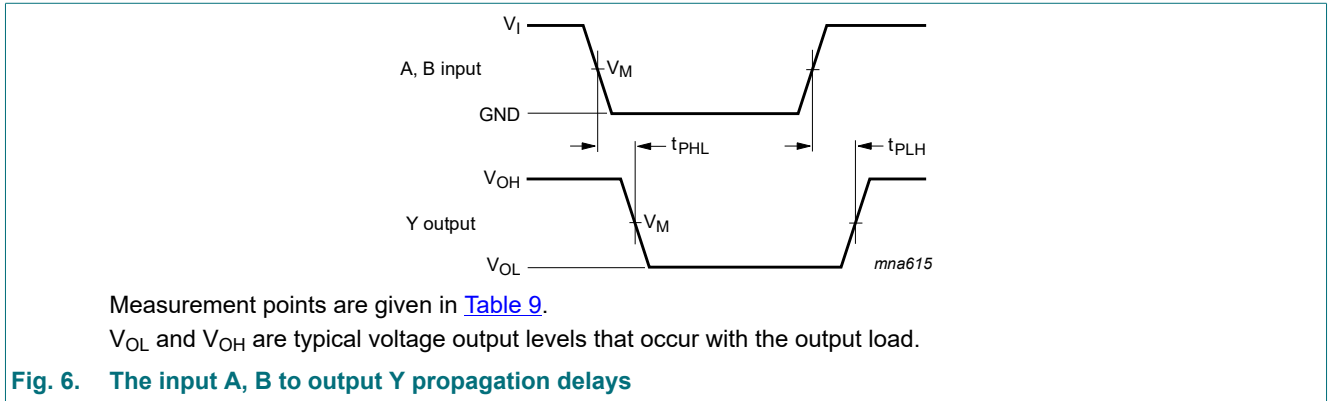 V_I
A, B input
V_M
GND
t_PHL
t_PLH
V_OH
Y output
V_M
V_OL
mna615
Measurement points are given in Table 9.
V_OL and V_OH are typical voltage output levels that occur with the output load.
Fig. 6. The input A, B to output Y propagation delays